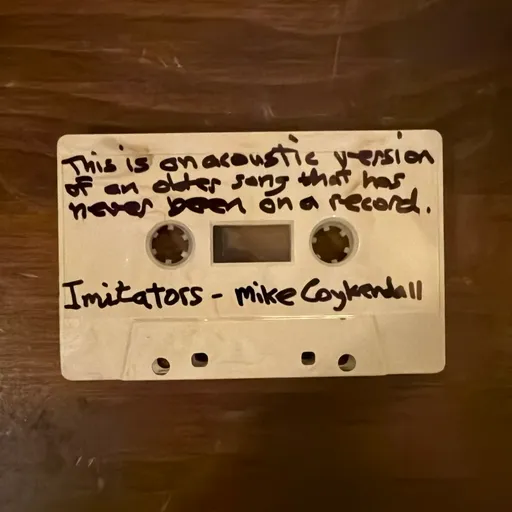 This is an acoustic version
of an older song that has
never been on a record.
Imitators - Mike Coykendall